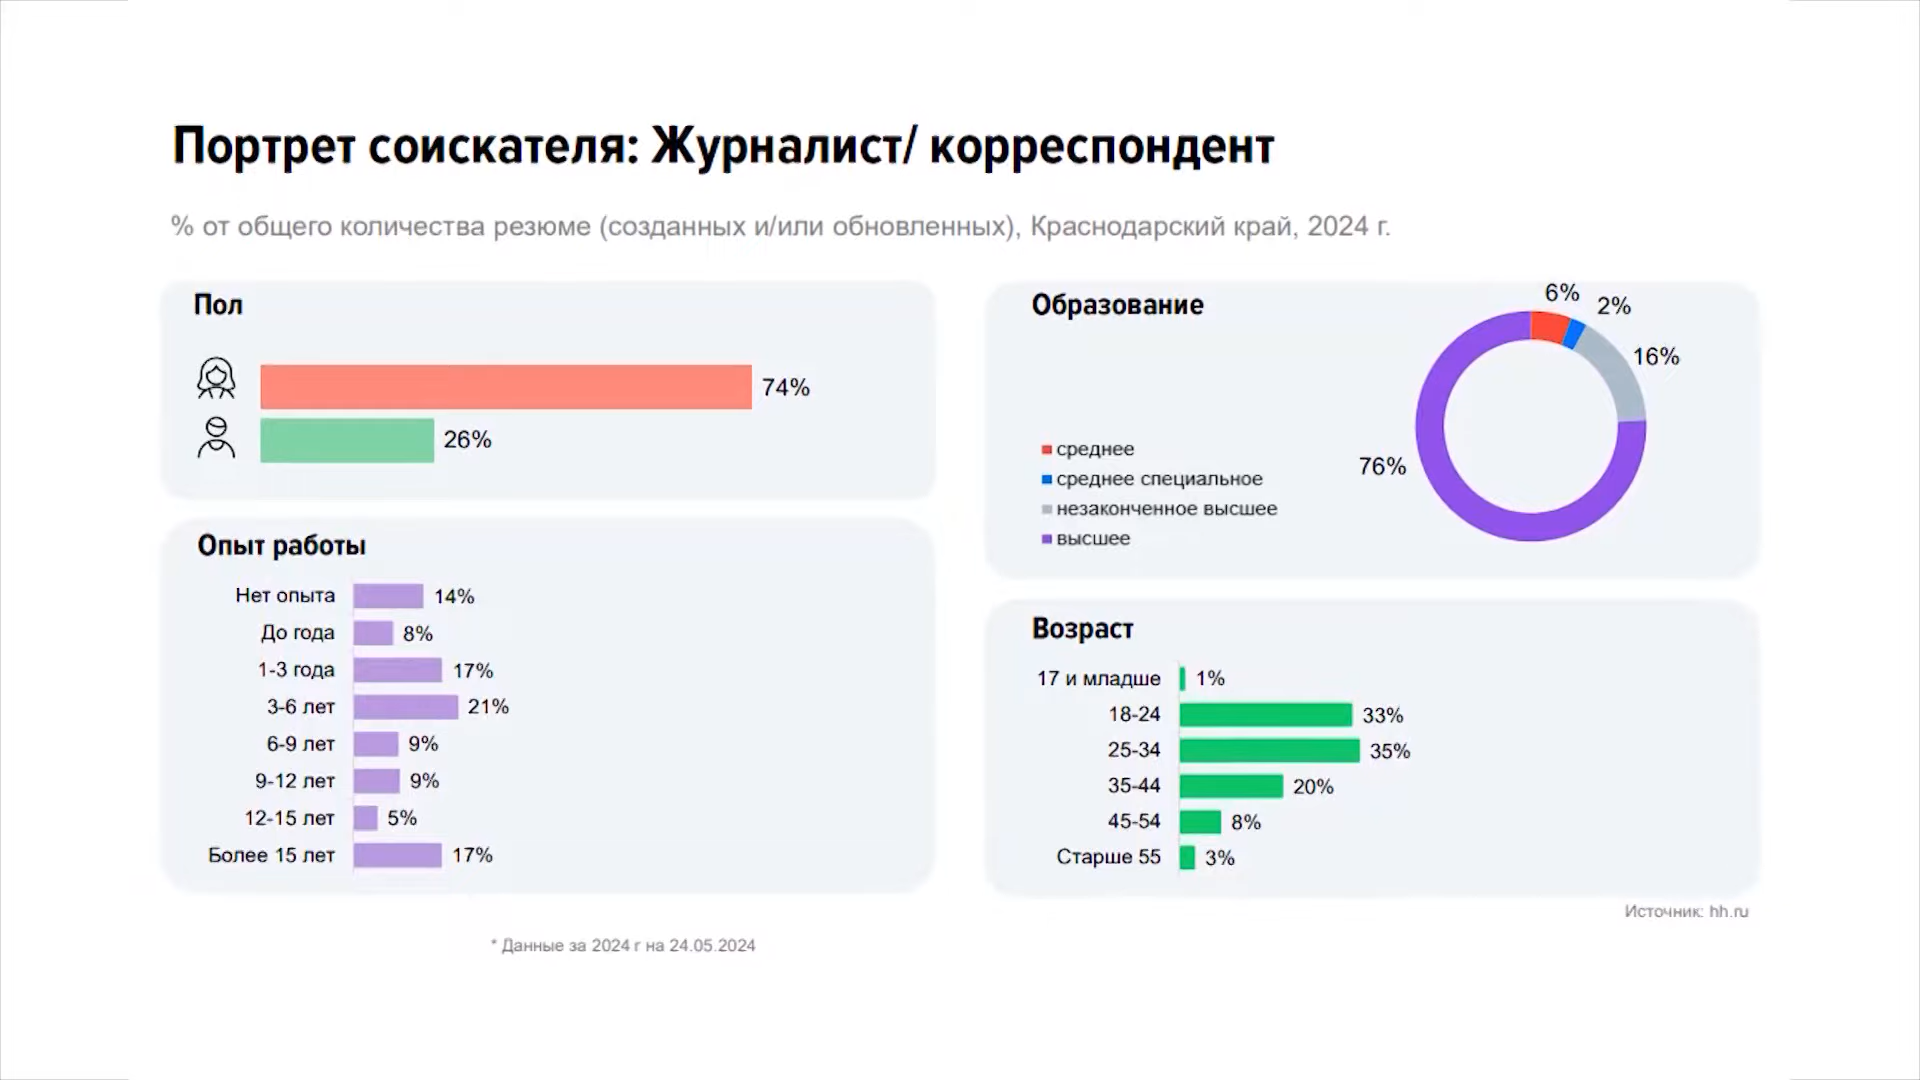 Портрет соискателя: Журналист/ корреспондент
% от общего количества резюме (созданных и/или обновленных), Краснодарский край, 2024 г.
Пол
74%
26%
Опыт работы
Нет опыта 14%
До года 8%
1-3 года 17%
3-6 лет 21%
6-9 лет 9%
9-12 лет 9%
12-15 лет 5%
Более 15 лет 17%
Образование
6%
2%
16%
76%
среднее
среднее специальное
незаконченное высшее
высшее
Возраст
17 и младше 1%
18-24 33%
25-34 35%
35-44 20%
45-54 8%
Старше 55 3%
Источник: hh.ru
* Данные за 2024 г на 24.05.2024